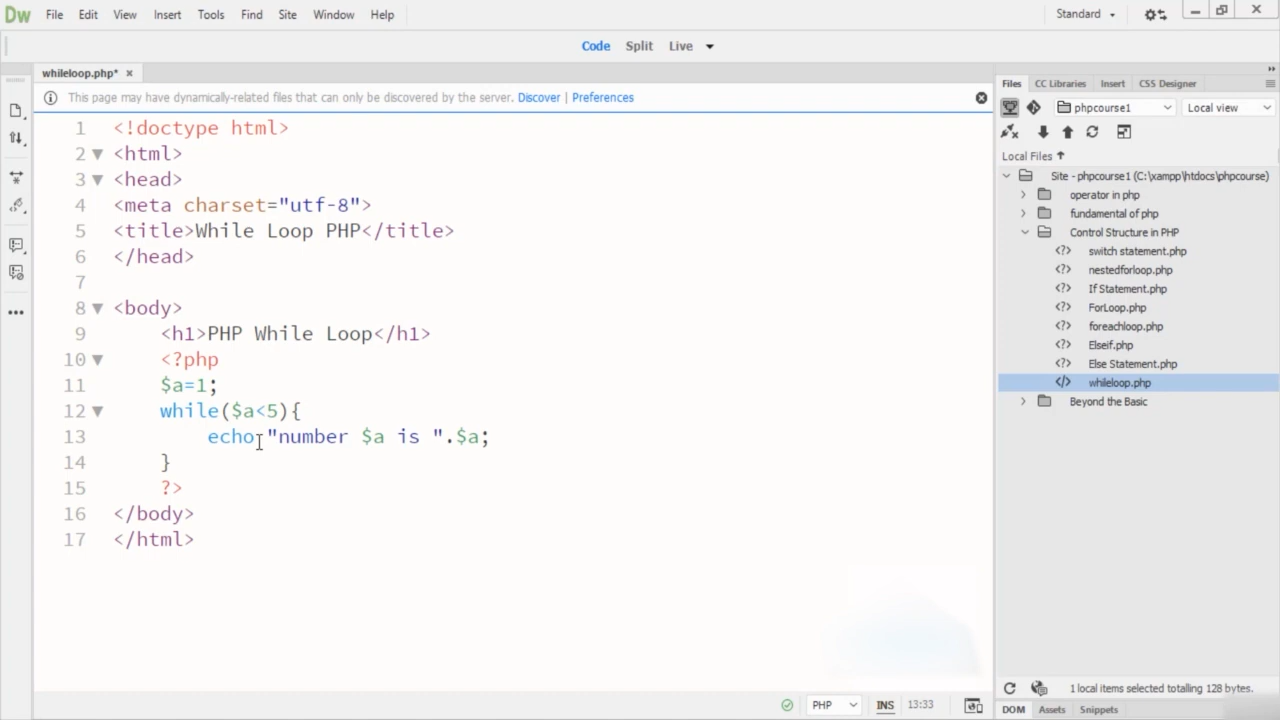 Dw File Edit View Insert Tools Find Site Window Help Standard
Code Split Live
whileloop.php*
This page may have dynamically-related files that can only be discovered by the server. Discover | Preferences
1 <!doctype html>
2 <html>
3 <head>
4 <meta charset="utf-8">
5 <title>While Loop PHP</title>
6 </head>
7
8 <body>
9 <h1>PHP While Loop</h1>
10 <?php
11 $a=1;
12 while($a<5){
13 echo "number $a is ".$a;
14 }
15 ?>
16 </body>
17 </html>
PHP INS 13:33
Files CC Libraries Insert CSS Designer
phpcourse1 Local view
Local Files
Site - phpcourse1 (C:\xampp\htdocs\phpcourse)
operator in php
fundamental of php
Control Structure in PHP
switch statement.php
nestedforloop.php
If Statement.php
ForLoop.php
foreachloop.php
Elseif.php
Else Statement.php
whileloop.php
Beyond the Basic
1 local items selected totalling 128 bytes.
DOM Assets Snippets